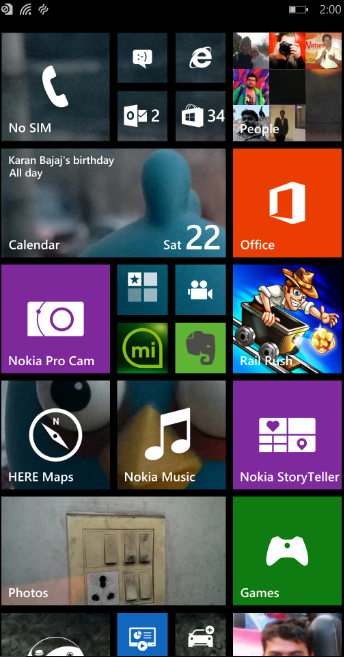 2:00
No SIM
2
34
People
Karan Bajaj's birthday
All day
Calendar
Sat 22
Office
Nokia Pro Cam
mi
Rail Rush
N
HERE Maps
Nokia Music
Nokia StoryTeller
Photos
Games